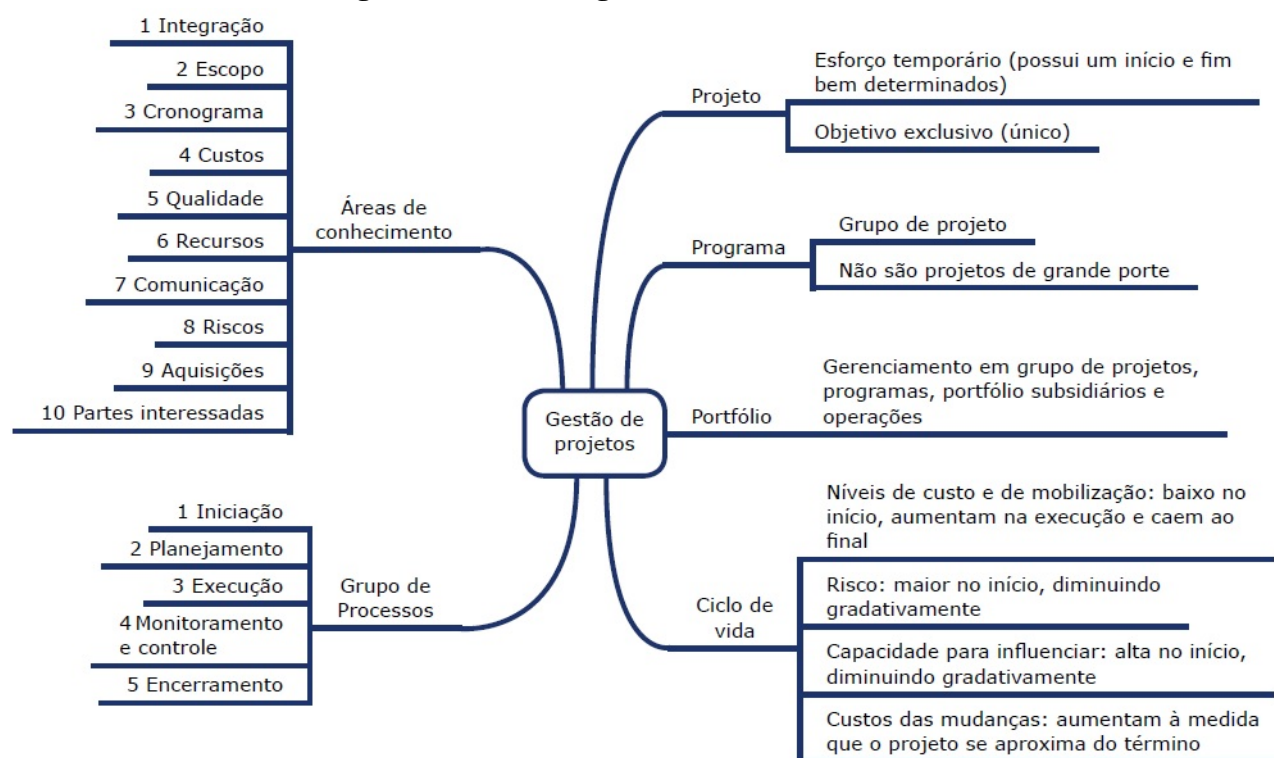 1 Integração
2 Escopo
3 Cronograma
4 Custos
5 Qualidade
6 Recursos
7 Comunicação
8 Riscos
9 Aquisições
10 Partes interessadas
Áreas de
conhecimento
1 Iniciação
2 Planejamento
3 Execução
4 Monitoramento
e controle
5 Encerramento
Grupo de
Processos
Gestão de
projetos
Projeto
Esforço temporário (possui um início e fim
bem determinados)
Objetivo exclusivo (único)
Programa
Grupo de projeto
Não são projetos de grande porte
Portfólio
Gerenciamento em grupo de projetos,
programas, portfólio subsidiários e
operações
Ciclo de
vida
Níveis de custo e de mobilização: baixo no
início, aumentam na execução e caem ao
final
Risco: maior no início, diminuindo
gradativamente
Capacidade para influenciar: alta no início,
diminuindo gradativamente
Custos das mudanças: aumentam à medida
que o projeto se aproxima do término